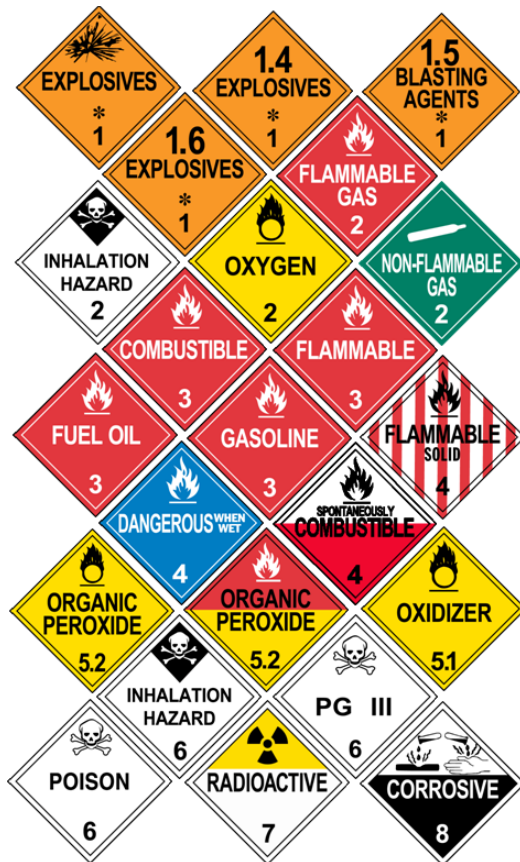 EXPLOSIVES
*
1
1.4
EXPLOSIVES
*
1
1.5
BLASTING
AGENTS
*
1
1.6
EXPLOSIVES
*
1
FLAMMABLE
GAS
2
INHALATION
HAZARD
2
OXYGEN
2
NON-FLAMMABLE
GAS
2
COMBUSTIBLE
3
FLAMMABLE
3
FUEL OIL
3
GASOLINE
3
FLAMMABLE
SOLID
4
DANGEROUS WHEN
WET
4
SPONTANEOUSLY
COMBUSTIBLE
4
ORGANIC
PEROXIDE
5.2
ORGANIC
PEROXIDE
5.2
OXIDIZER
5.1
INHALATION
HAZARD
6
PG III
6
POISON
6
RADIOACTIVE
7
CORROSIVE
8